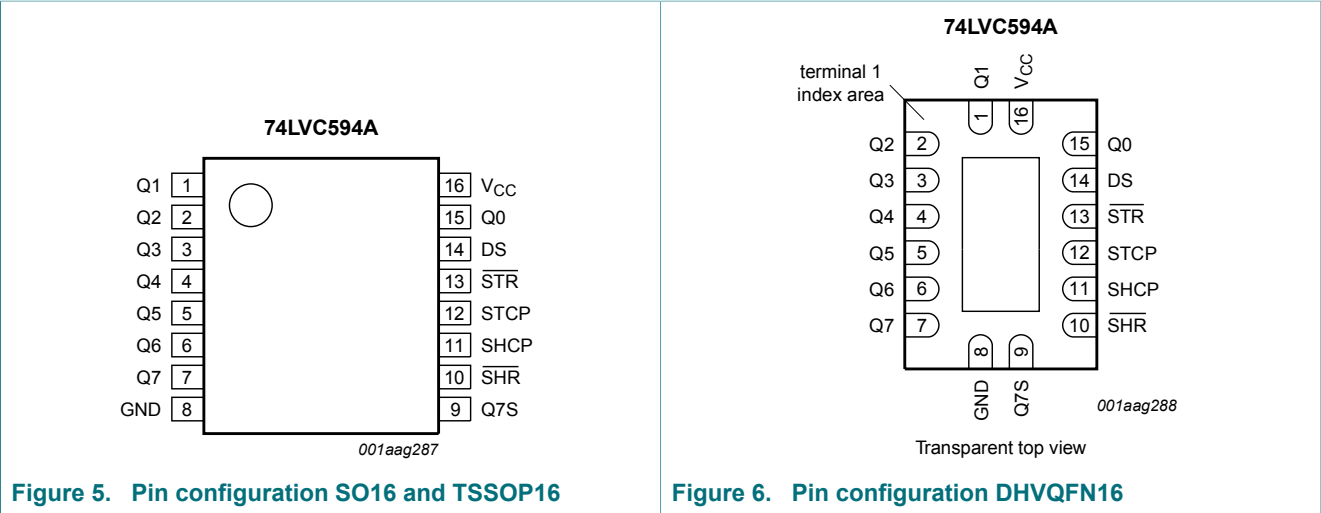 74LVC594A
Q1 1
Q2 2
Q3 3
Q4 4
Q5 5
Q6 6
Q7 7
GND 8
16 VCC
15 Q0
14 DS
13 STR
12 STCP
11 SHCP
10 SHR
9 Q7S
001aag287
Figure 5. Pin configuration SO16 and TSSOP16
74LVC594A
terminal 1
index area
Q1
VCC
1
16
Q2 2
Q3 3
Q4 4
Q5 5
Q6 6
Q7 7
15 Q0
14 DS
13 STR
12 STCP
11 SHCP
10 SHR
8
9
GND
Q7S
001aag288
Transparent top view
Figure 6. Pin configuration DHVQFN16